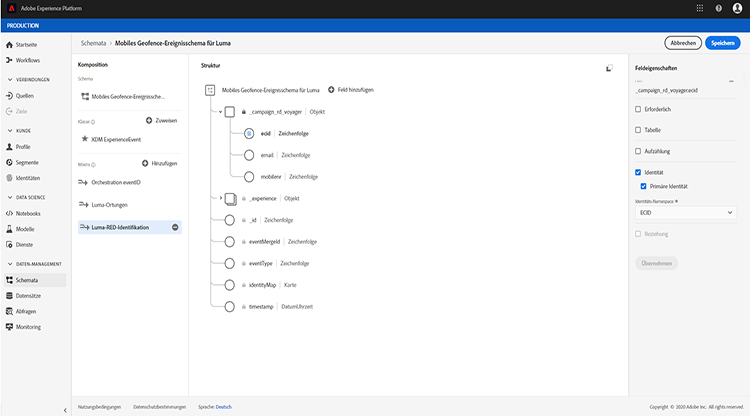 Adobe Experience Platform
PRODUCTION
Startseite
Workflows
VERBINDUNGEN
Quellen
Ziele
KUNDE
Profile
Segmente
Identitäten
DATA SCIENCE
Notebooks
Modelle
Dienste
DATEN-MANAGEMENT
Schemata
Datensätze
Abfragen
Monitoring
Schemata > Mobiles Geofence-Ereignisschema für Luma
Abbrechen
Speichern
Komposition
Schema
Mobiles Geofence-Ereignissche...
Klasse
Zuweisen
XDM ExperienceEvent
Hinzufügen
Orchestration eventID
Luma-Ortungen
Luma-RED-Identifikation
Struktur
Mobiles Geofence-Ereignisschema für Luma
Feld hinzufügen
_campaign_rd_voyager | Objekt
ecid | Zeichenfolge
email | Zeichenfolge
mobilenr | Zeichenfolge
_experience | Objekt
_id | Zeichenfolge
eventMergeId | Zeichenfolge
eventType | Zeichenfolge
identityMap | Karte
timestamp | DatumUhrzeit
Feldeigenschaften
_campaign_rd_voyager.ecid
Erforderlich
Tabelle
Aufzählung
Identität
Primäre Identität
Identitäts-Namespace
ECID
Beziehung
Übernehmen
Nutzungsbedingungen
Datenschutzbestimmungen
Sprache: Deutsch
Copyright © 2020 Adobe Inc. All rights reserved.